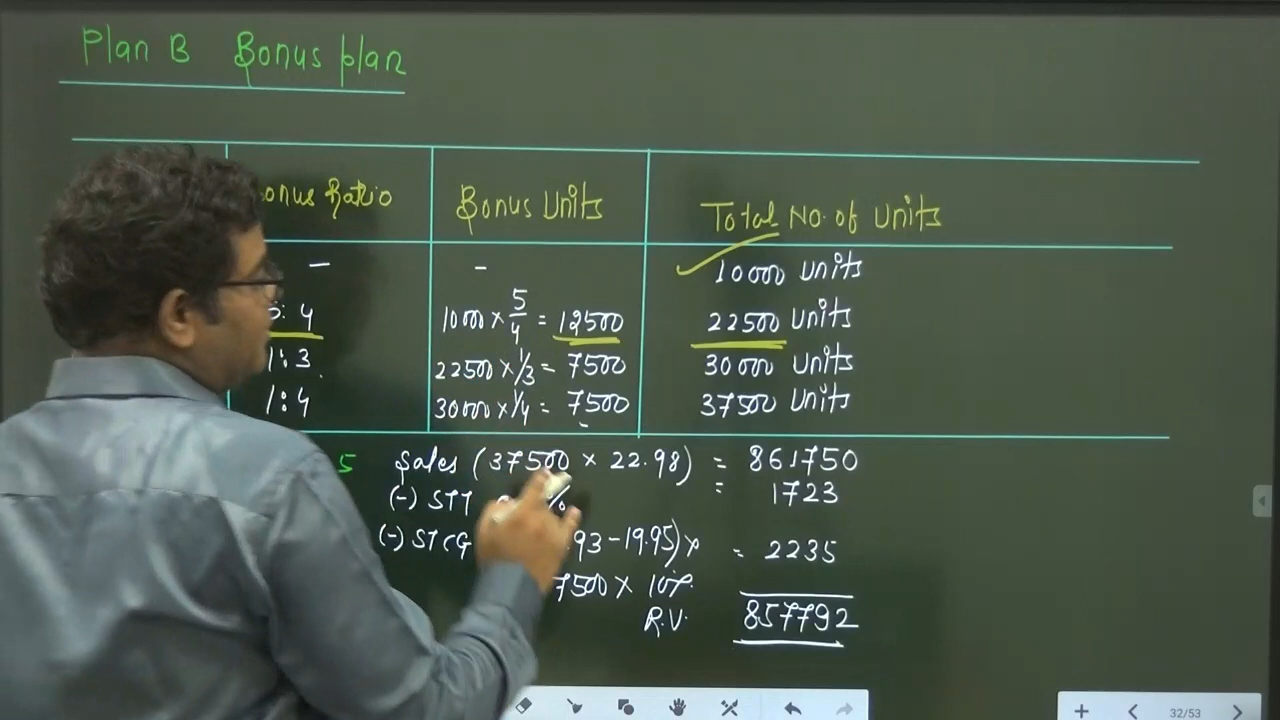 Plan B Bonus plan
Bonus Ratio Bonus Units Total No. of Units
- - 10000 Units
5:4 1000 × 5/4 = 12500 22500 Units
1:3 22500 × 1/3 = 7500 30000 Units
1:4 30000 × 1/4 = 7500 37500 Units
5 Sales (37500 × 22.98) = 861750
(-) STT % = 1723
(-) STCG .93 - 19.95) × = 2235
7500 × 10%
R.V. 857792
32/53